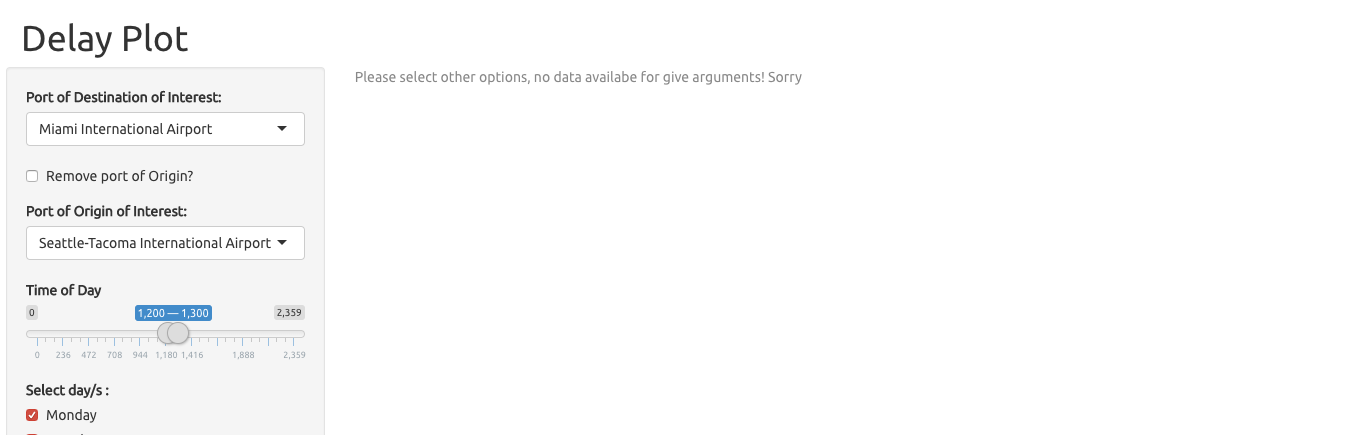 Delay Plot
Please select other options, no data availabe for give arguments! Sorry
Port of Destination of Interest:
Miami International Airport
Remove port of Origin?
Port of Origin of Interest:
Seattle-Tacoma International Airport
Time of Day
0 1,200 — 1,300 2,359
0 236 472 708 944 1,180 1,416 1,888 2,359
Select day/s :
Monday